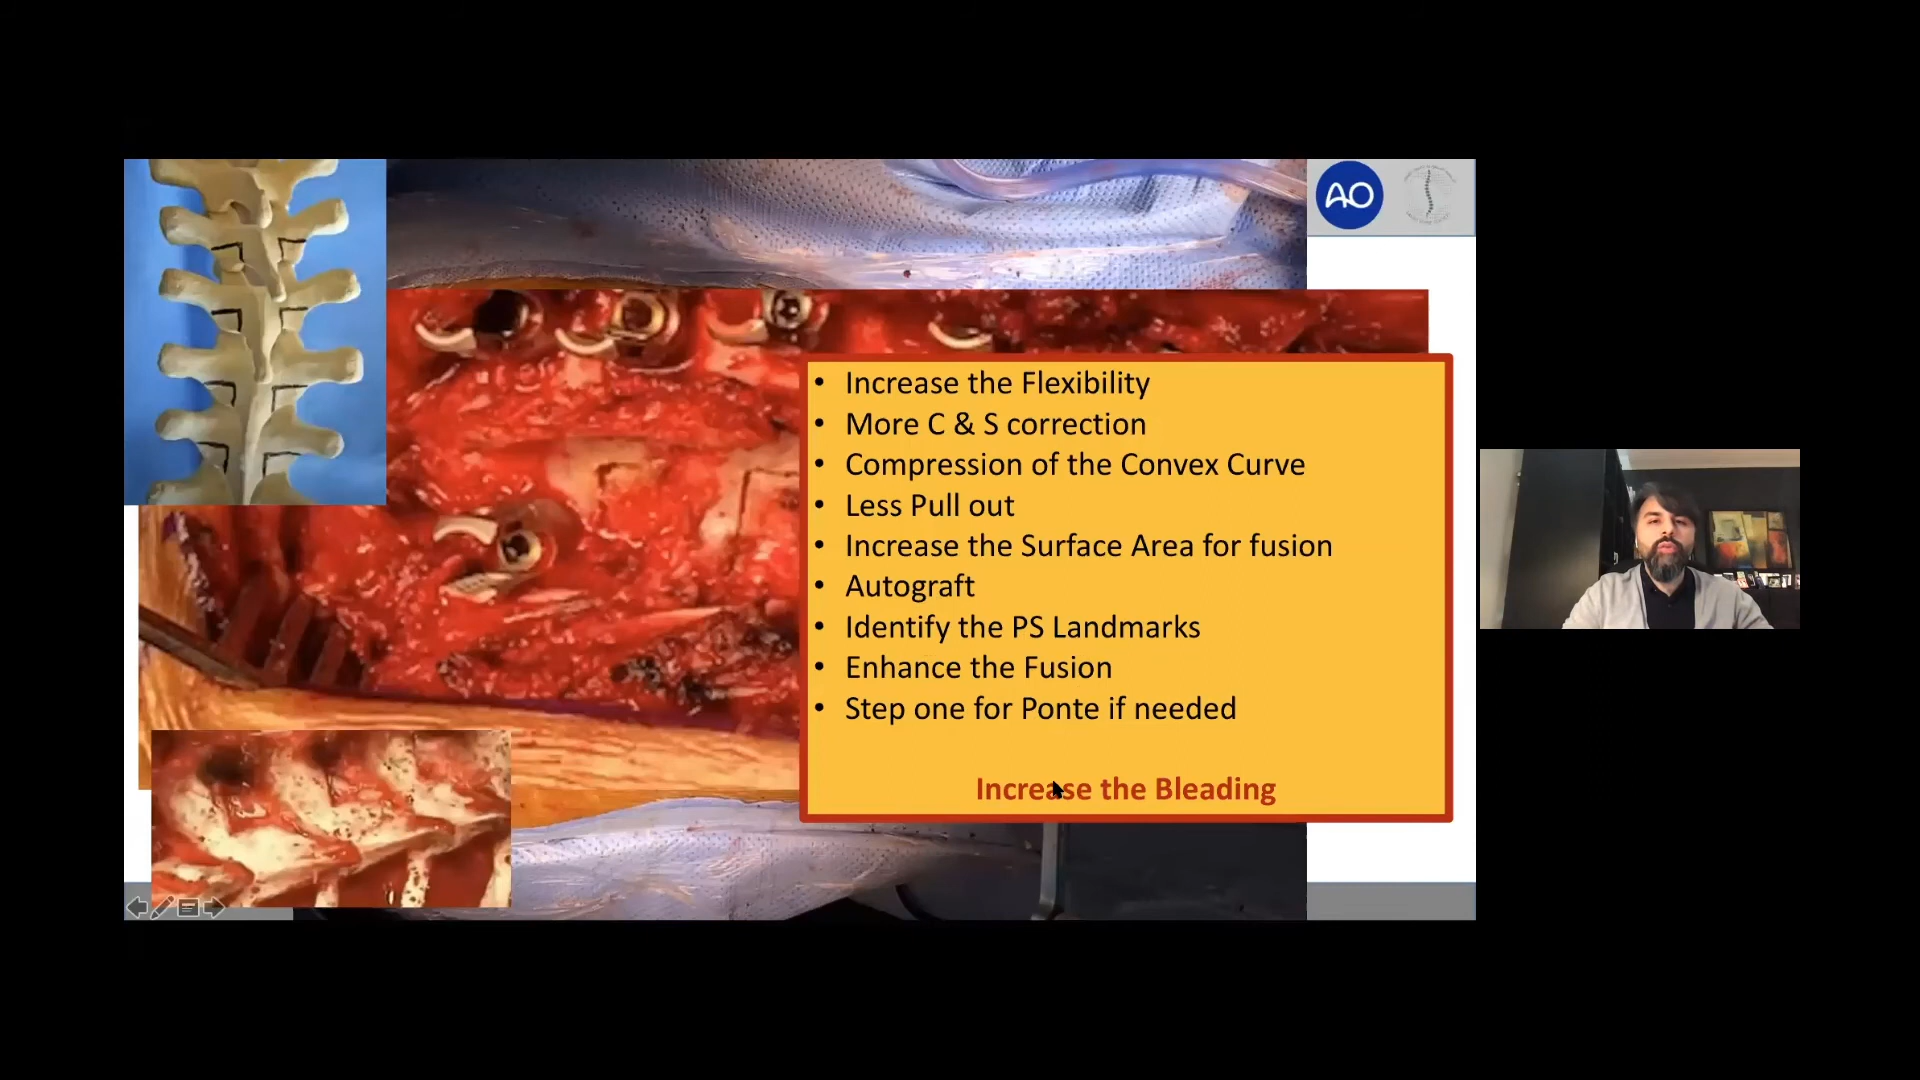 AO
• Increase the Flexibility
• More C & S correction
• Compression of the Convex Curve
• Less Pull out
• Increase the Surface Area for fusion
• Autograft
• Identify the PS Landmarks
• Enhance the Fusion
• Step one for Ponte if needed
Increase the Bleading